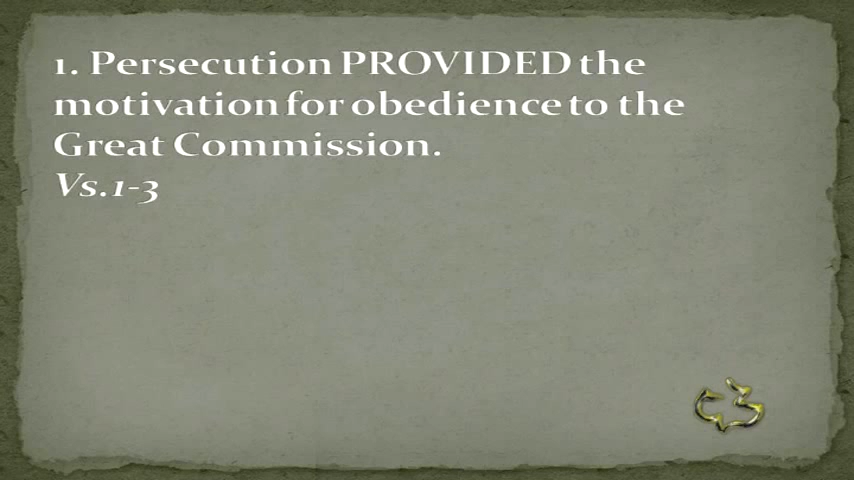 1. Persecution PROVIDED the
motivation for obedience to the
Great Commission.
Vs.1-3